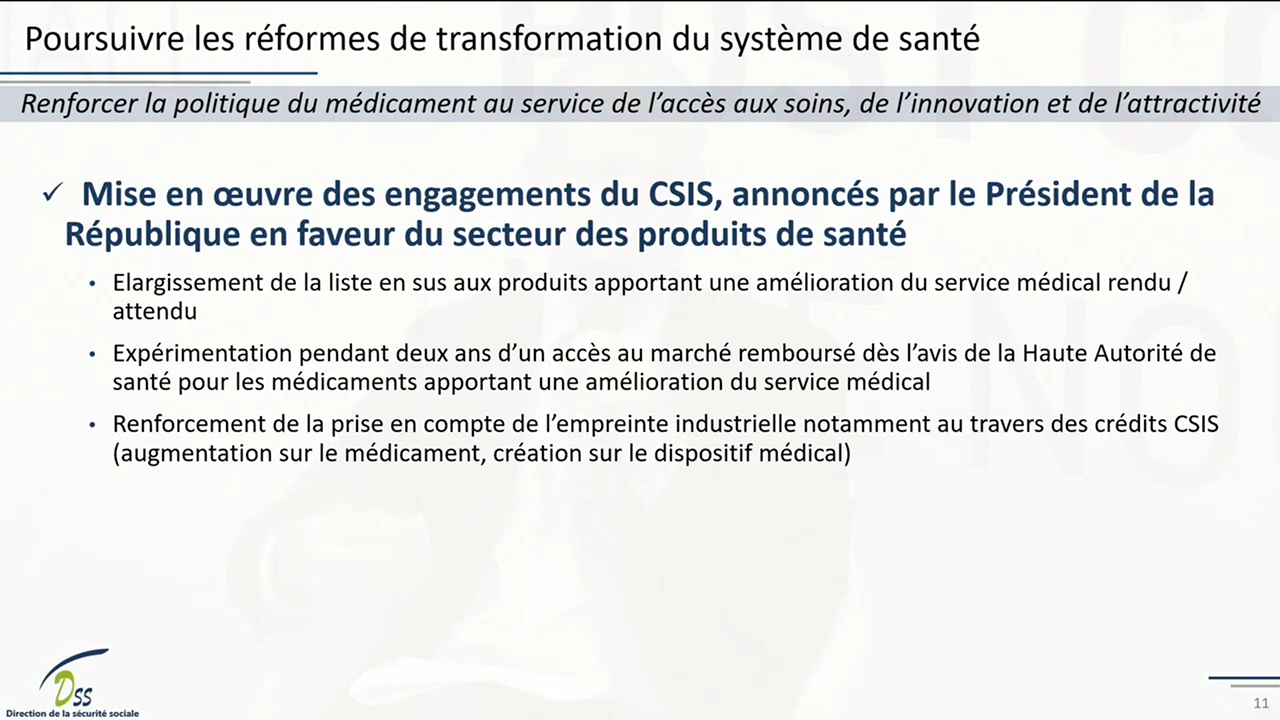 Poursuivre les réformes de transformation du système de santé
Renforcer la politique du médicament au service de l’accès aux soins, de l’innovation et de l’attractivité
✓ Mise en œuvre des engagements du CSIS, annoncés par le Président de la
République en faveur du secteur des produits de santé
• Elargissement de la liste en sus aux produits apportant une amélioration du service médical rendu /
attendu
• Expérimentation pendant deux ans d’un accès au marché remboursé dès l’avis de la Haute Autorité de
santé pour les médicaments apportant une amélioration du service médical
• Renforcement de la prise en compte de l’empreinte industrielle notamment au travers des crédits CSIS
(augmentation sur le médicament, création sur le dispositif médical)
Dss
Direction de la sécurité sociale
11